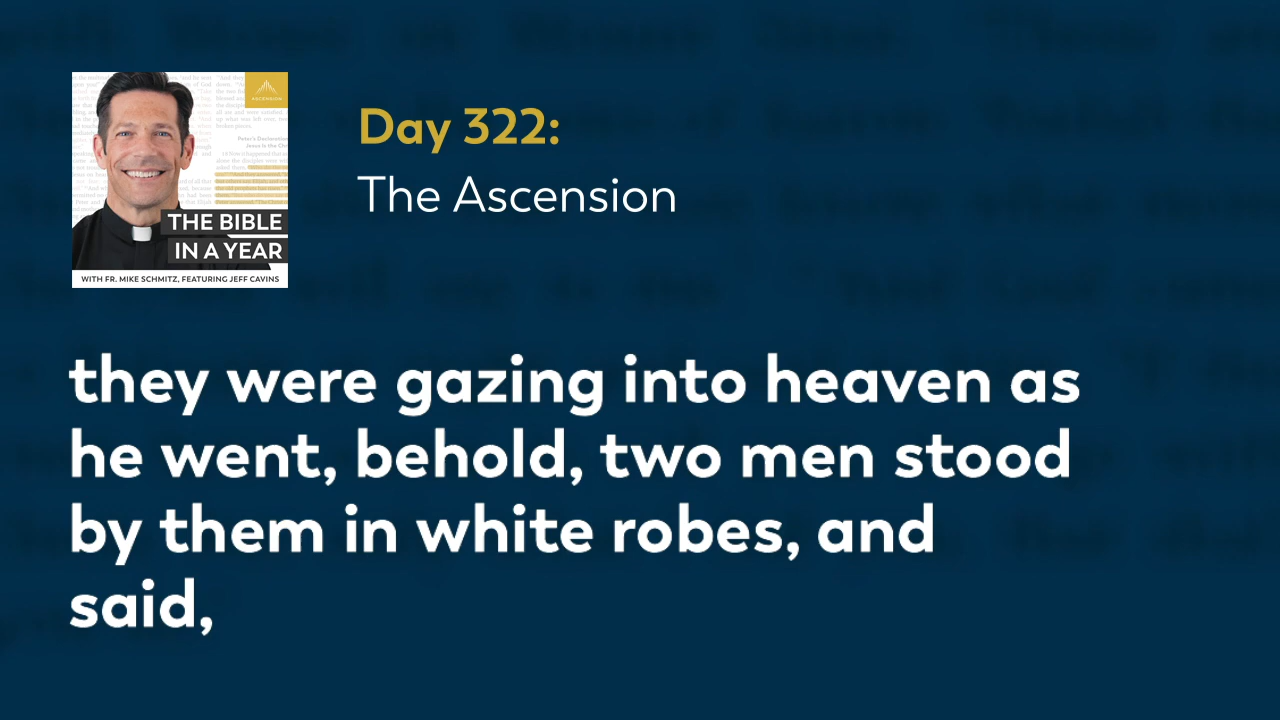 ASCENSION
THE BIBLE
IN A YEAR
WITH FR. MIKE SCHMITZ, FEATURING JEFF CAVINS
Day 322:
The Ascension
they were gazing into heaven as
he went, behold, two men stood
by them in white robes, and
said,